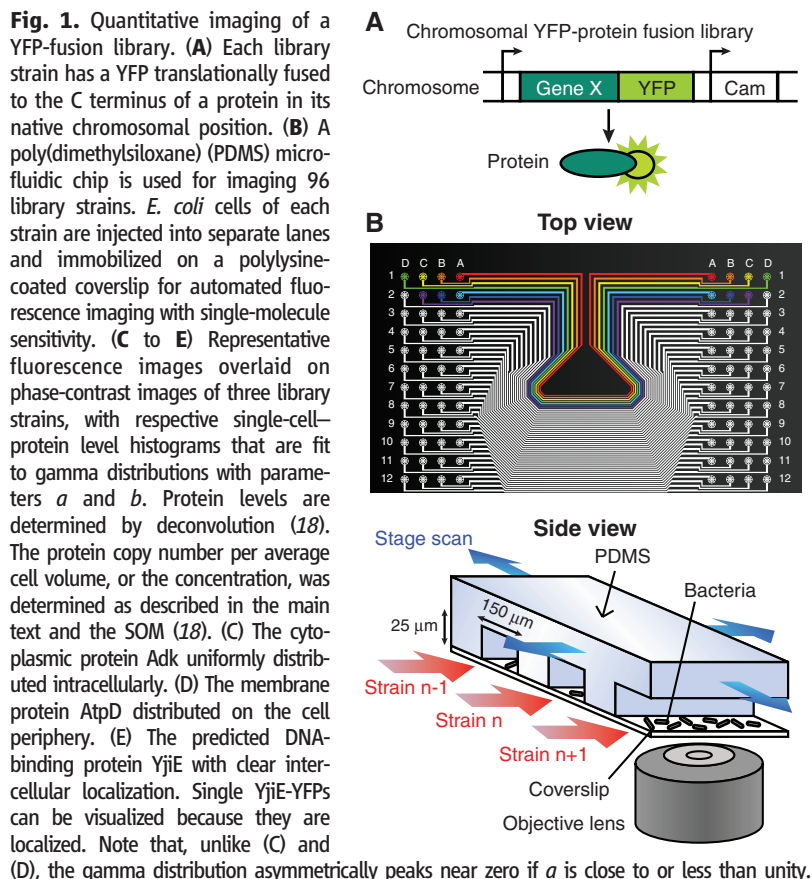 Fig. 1. Quantitative imaging of a
YFP-fusion library. (A) Each library
strain has a YFP translationally fused
to the C terminus of a protein in its
native chromosomal position. (B) A
poly(dimethylsiloxane) (PDMS) micro-
fluidic chip is used for imaging 96
library strains. E. coli cells of each
strain are injected into separate lanes
and immobilized on a polylysine-
coated coverslip for automated fluo-
rescence imaging with single-molecule
sensitivity. (C to E) Representative
fluorescence images overlaid on
phase-contrast images of three library
strains, with respective single-cell–
protein level histograms that are fit
to gamma distributions with parame-
ters a and b. Protein levels are
determined by deconvolution (18).
The protein copy number per average
cell volume, or the concentration, was
determined as described in the main
text and the SOM (18). (C) The cyto-
plasmic protein Adk uniformly distrib-
uted intracellularly. (D) The membrane
protein AtpD distributed on the cell
periphery. (E) The predicted DNA-
binding protein YjiE with clear inter-
cellular localization. Single YjiE-YFPs
can be visualized because they are
localized. Note that, unlike (C) and
(D), the gamma distribution asymmetrically peaks near zero if a is close to or less than unity.
A
Chromosomal YFP-protein fusion library
Chromosome
Gene X
YFP
Cam
Protein
B
Top view
D C B A
A B C D
1 1
2 2
3 3
4 4
5 5
6 6
7 7
8 8
9 9
10 10
11 11
12 12
Side view
Stage scan
PDMS
Bacteria
150 µm
25 µm
Strain n-1
Strain n
Strain n+1
Coverslip
Objective lens